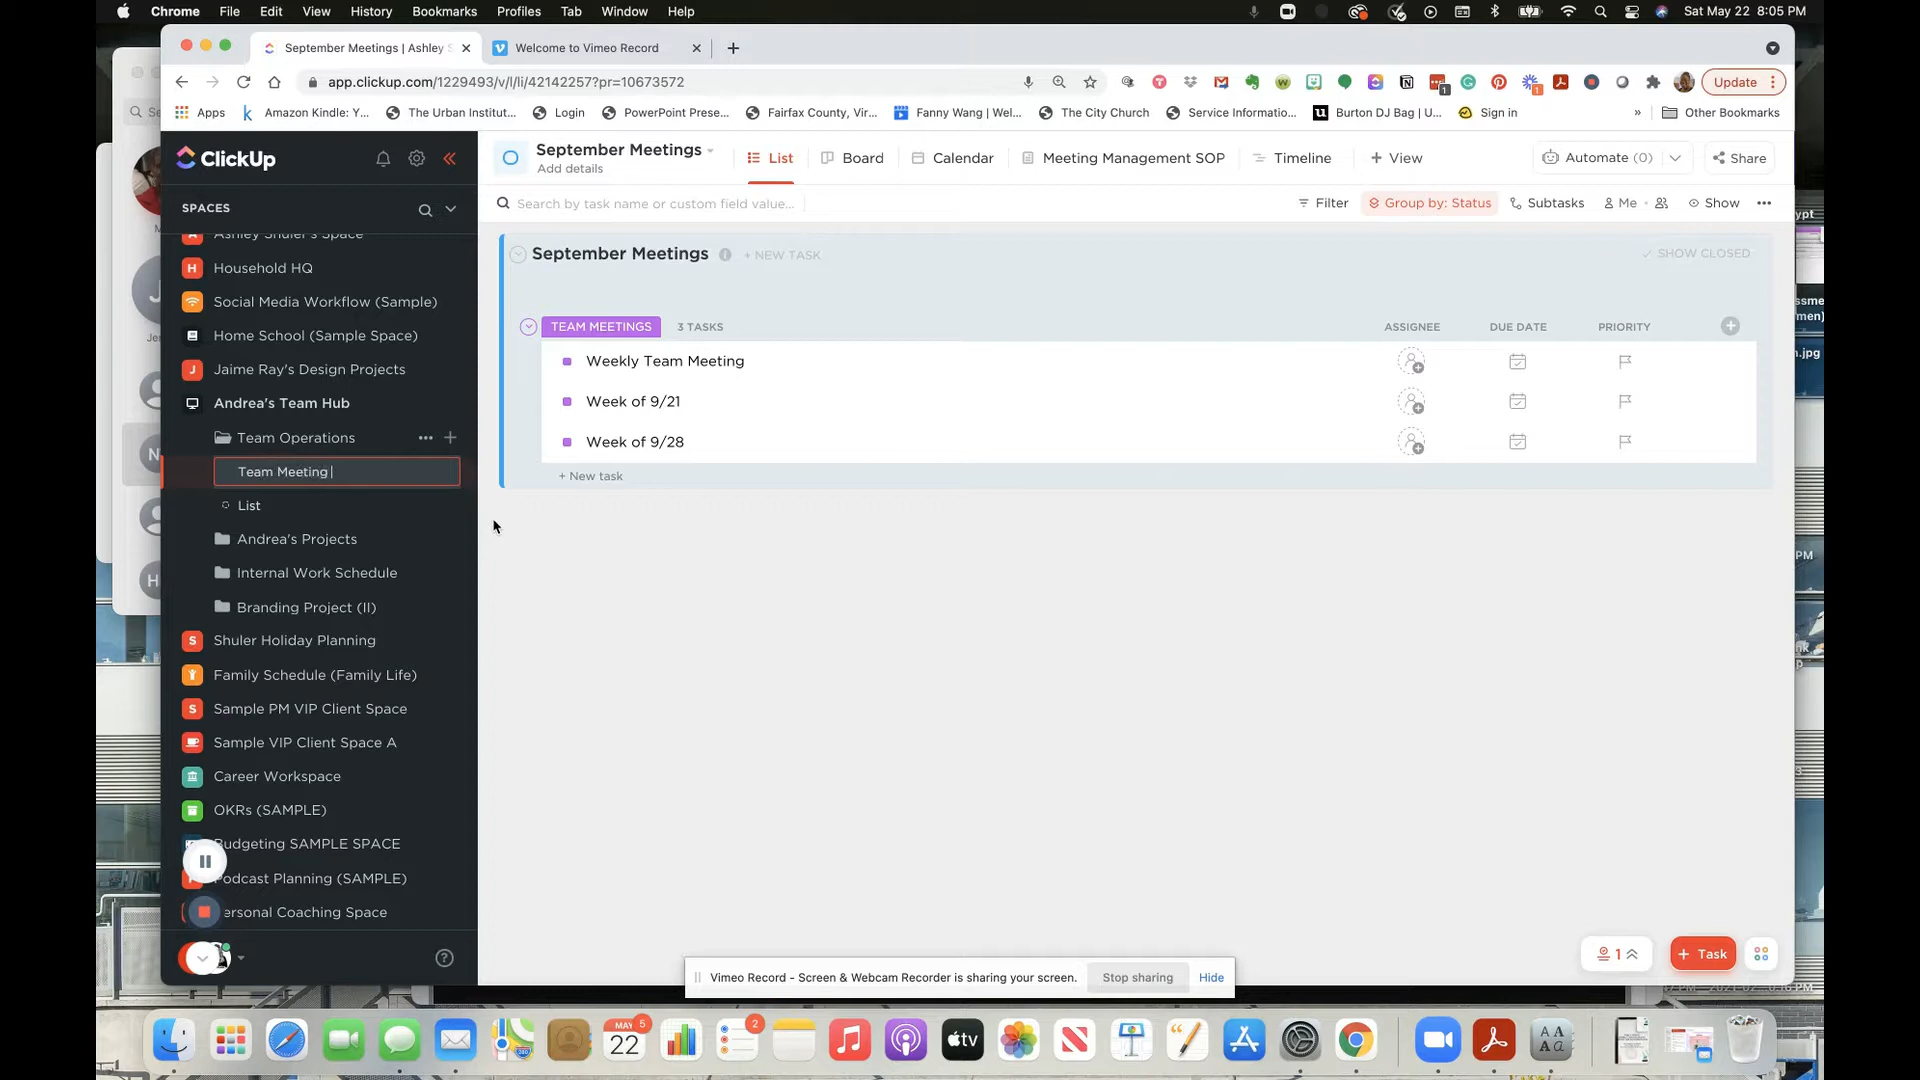 Chrome File Edit View History Bookmarks Profiles Tab Window Help
Sat May 22 8:05 PM
September Meetings | Ashley S
Welcome to Vimeo Record
app.clickup.com/1229493/v/l/li/42142257?pr=10673572
Update
Apps Amazon Kindle: Y... The Urban Institut... Login PowerPoint Prese... Fairfax County, Vir... Fanny Wang | Wel... The City Church Service Informatio... Burton DJ Bag | U... Sign in » Other Bookmarks
ClickUp
September Meetings
Add details
List Board Calendar Meeting Management SOP Timeline + View
Automate (0) Share
SPACES
Search by task name or custom field value...
Filter Group by: Status Subtasks Me Show
Ashley Shuler's Space
H Household HQ
Social Media Workflow (Sample)
Home School (Sample Space)
J Jaime Ray's Design Projects
Andrea's Team Hub
Team Operations
Team Meeting
List
Andrea's Projects
Internal Work Schedule
Branding Project (II)
S Shuler Holiday Planning
Family Schedule (Family Life)
S Sample PM VIP Client Space
Sample VIP Client Space A
Career Workspace
OKRs (SAMPLE)
Budgeting SAMPLE SPACE
Podcast Planning (SAMPLE)
ersonal Coaching Space
September Meetings + NEW TASK
SHOW CLOSED
TEAM MEETINGS 3 TASKS
ASSIGNEE DUE DATE PRIORITY
Weekly Team Meeting
Week of 9/21
Week of 9/28
+ New task
1
+ Task
Vimeo Record - Screen & Webcam Recorder is sharing your screen.
Stop sharing
Hide
MAY
22
5
2
tv